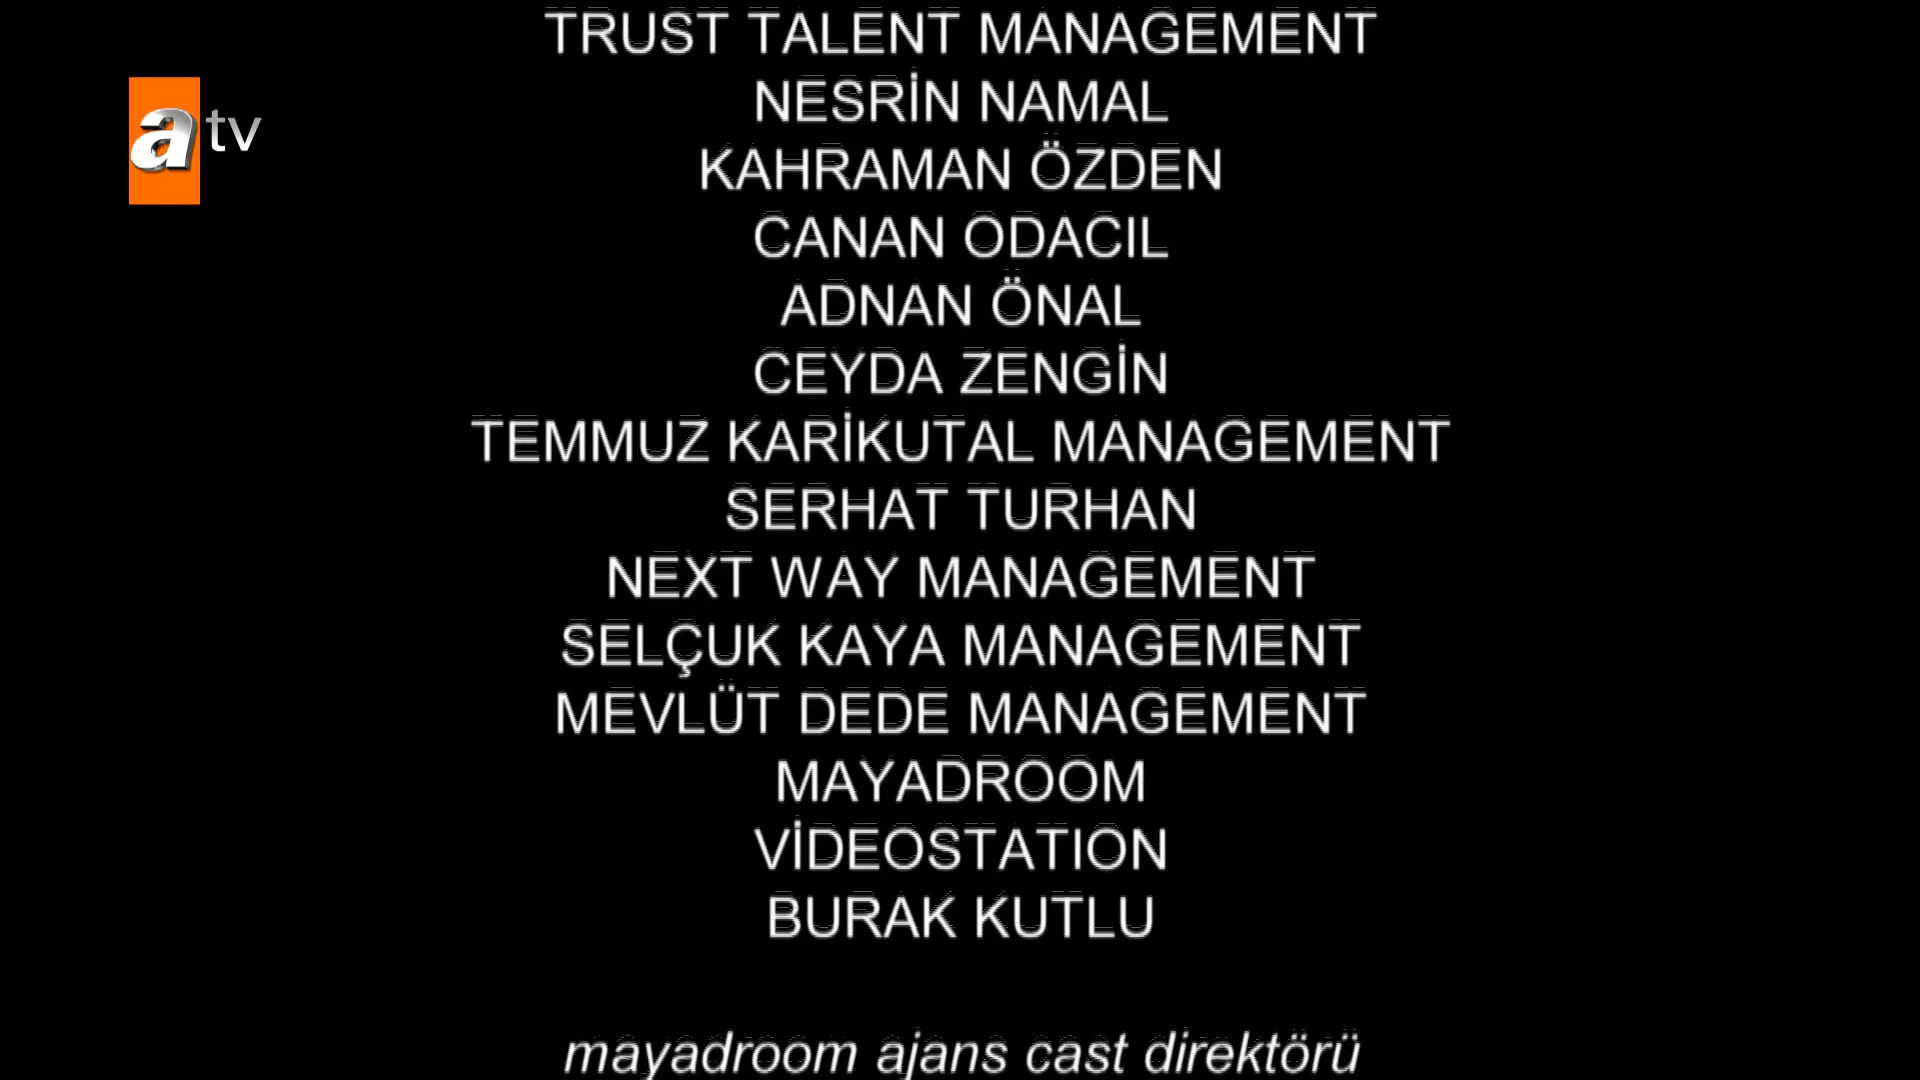 TRUST TALENT MANAGEMENT
atv
NESRİN NAMAL
KAHRAMAN ÖZDEN
CANAN ODACIL
ADNAN ÖNAL
CEYDA ZENGİN
TEMMUZ KARİKUTAL MANAGEMENT
SERHAT TURHAN
NEXT WAY MANAGEMENT
SELÇUK KAYA MANAGEMENT
MEVLÜT DEDE MANAGEMENT
MAYADROOM
VİDEOSTATION
BURAK KUTLU
mayadroom ajans cast direktörü